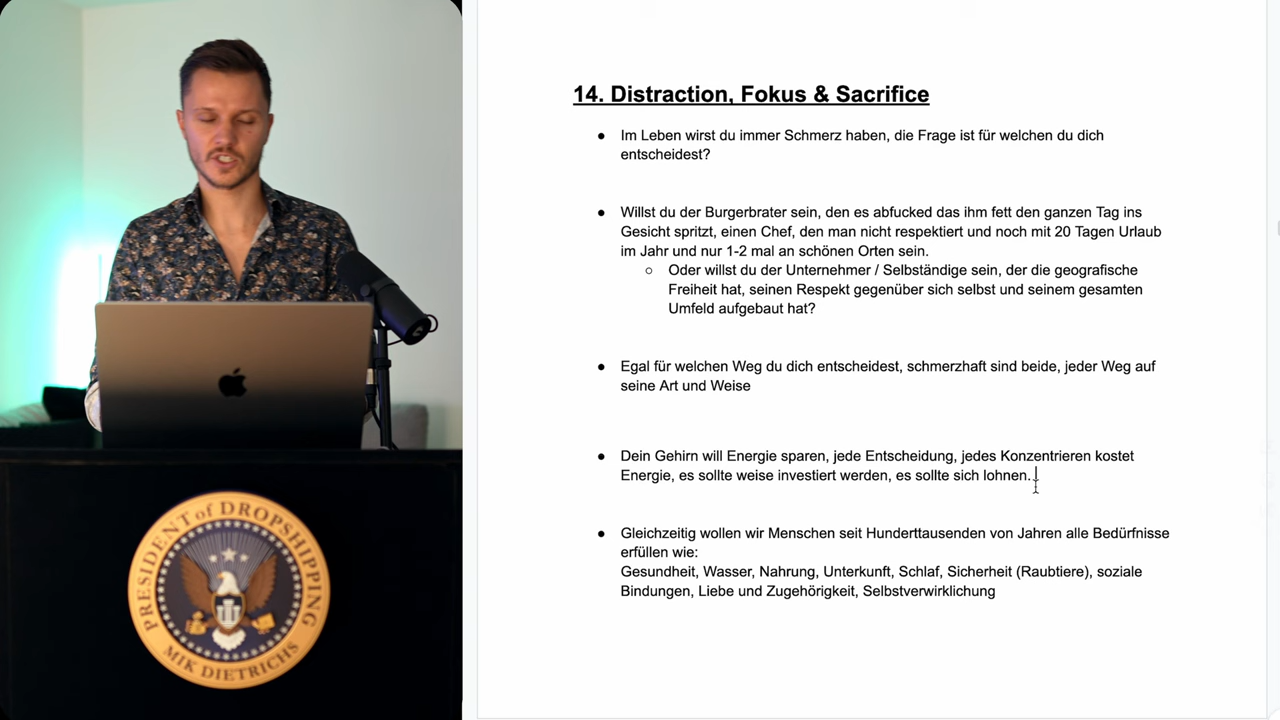 14. Distraction, Fokus & Sacrifice
● Im Leben wirst du immer Schmerz haben, die Frage ist für welchen du dich
entscheidest?
● Willst du der Burgerbrater sein, den es abfucked das ihm fett den ganzen Tag ins
Gesicht spritzt, einen Chef, den man nicht respektiert und noch mit 20 Tagen Urlaub
im Jahr und nur 1-2 mal an schönen Orten sein.
○ Oder willst du der Unternehmer / Selbständige sein, der die geografische
Freiheit hat, seinen Respekt gegenüber sich selbst und seinem gesamten
Umfeld aufgebaut hat?
● Egal für welchen Weg du dich entscheidest, schmerzhaft sind beide, jeder Weg auf
seine Art und Weise
● Dein Gehirn will Energie sparen, jede Entscheidung, jedes Konzentrieren kostet
Energie, es sollte weise investiert werden, es sollte sich lohnen.
● Gleichzeitig wollen wir Menschen seit Hunderttausenden von Jahren alle Bedürfnisse
erfüllen wie:
Gesundheit, Wasser, Nahrung, Unterkunft, Schlaf, Sicherheit (Raubtiere), soziale
Bindungen, Liebe und Zugehörigkeit, Selbstverwirklichung
PRESIDENT of DROPSHIPPING
MIK DIETRICHS